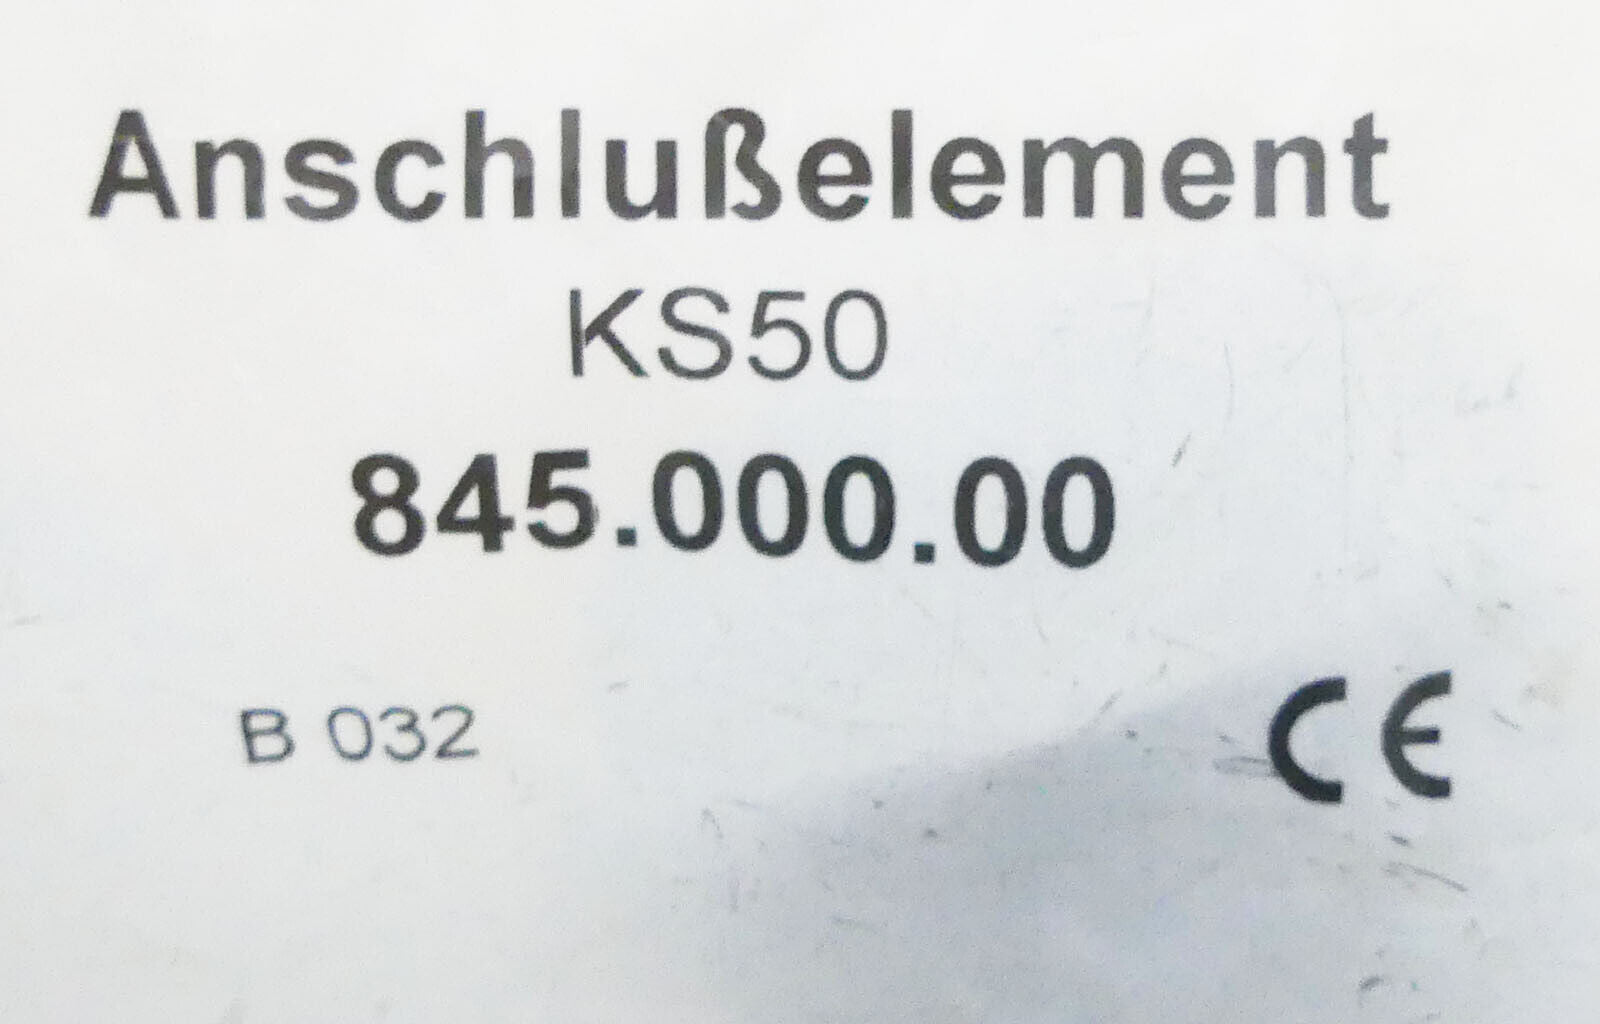 Anschlußelement
KS50
845.000.00
B 032
CE